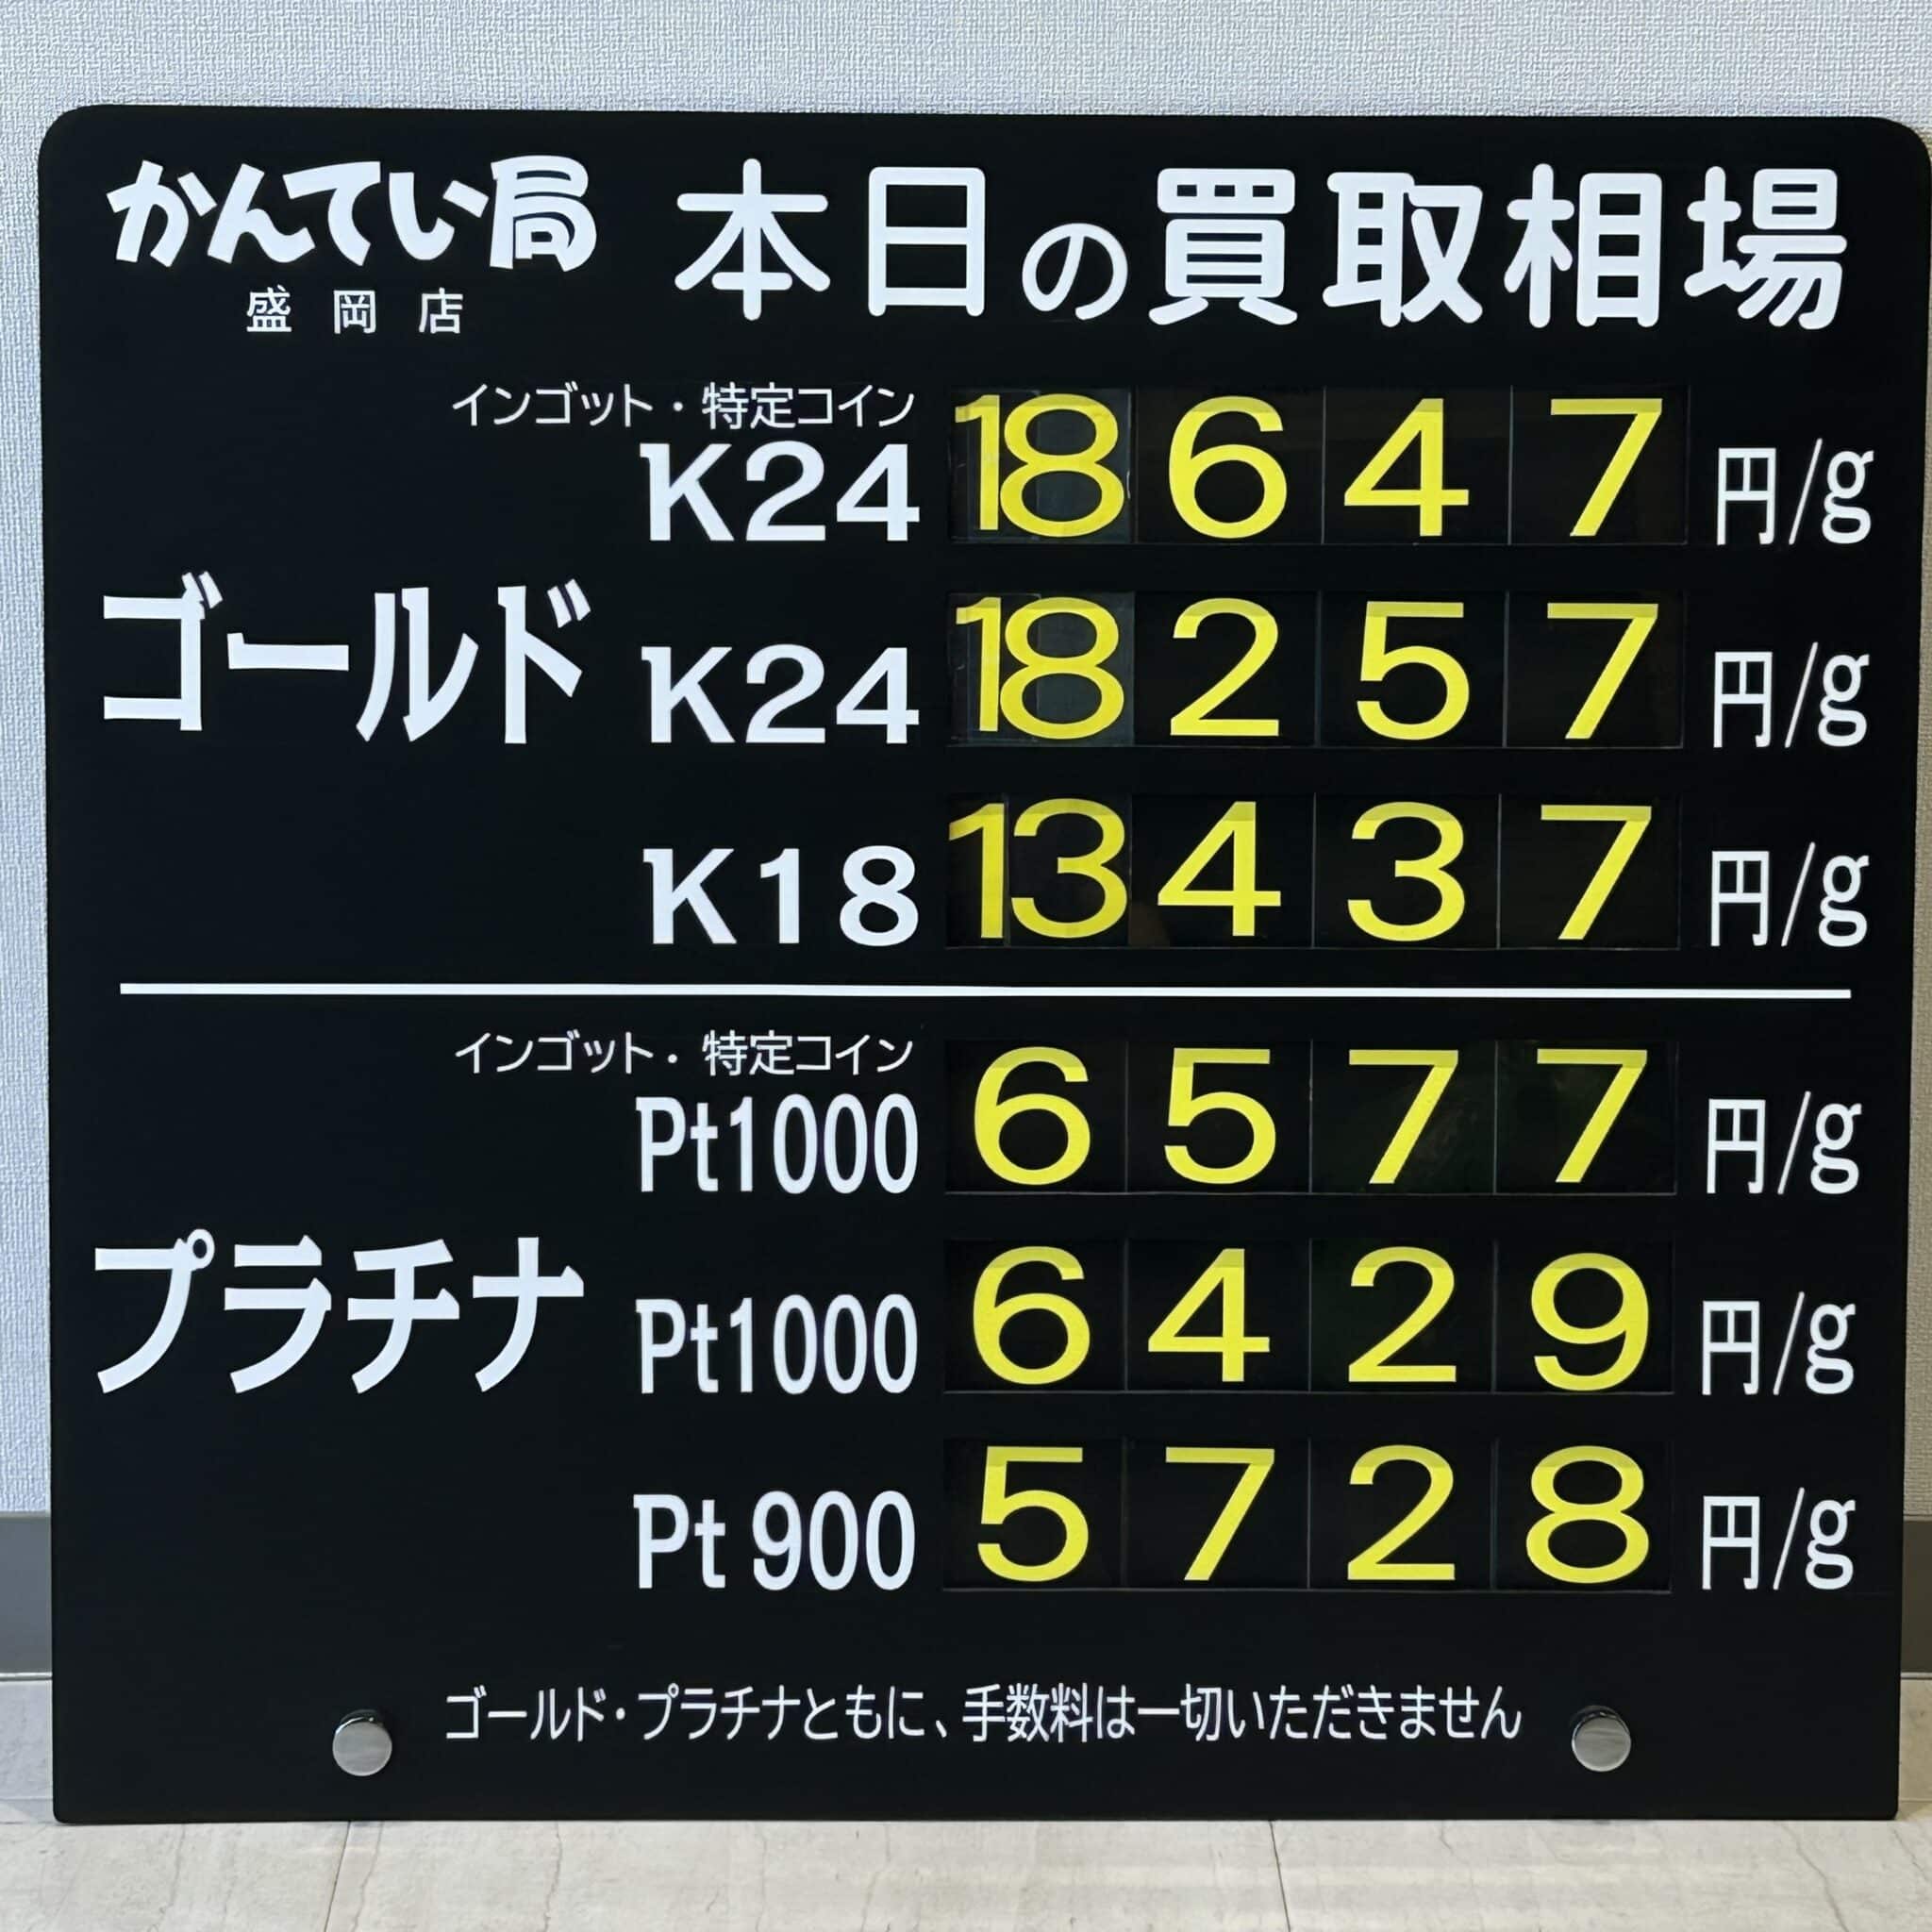 かんてい局 本日の買取相場
盛岡店
インゴット・特定コイン
K24 18647 円/g
ゴールド K24 18257 円/g
K18 13437 円/g
インゴット・特定コイン
Pt1000 6577 円/g
プラチナ Pt1000 6429 円/g
Pt900 5728 円/g
ゴールド・プラチナともに、手数料は一切いただきません